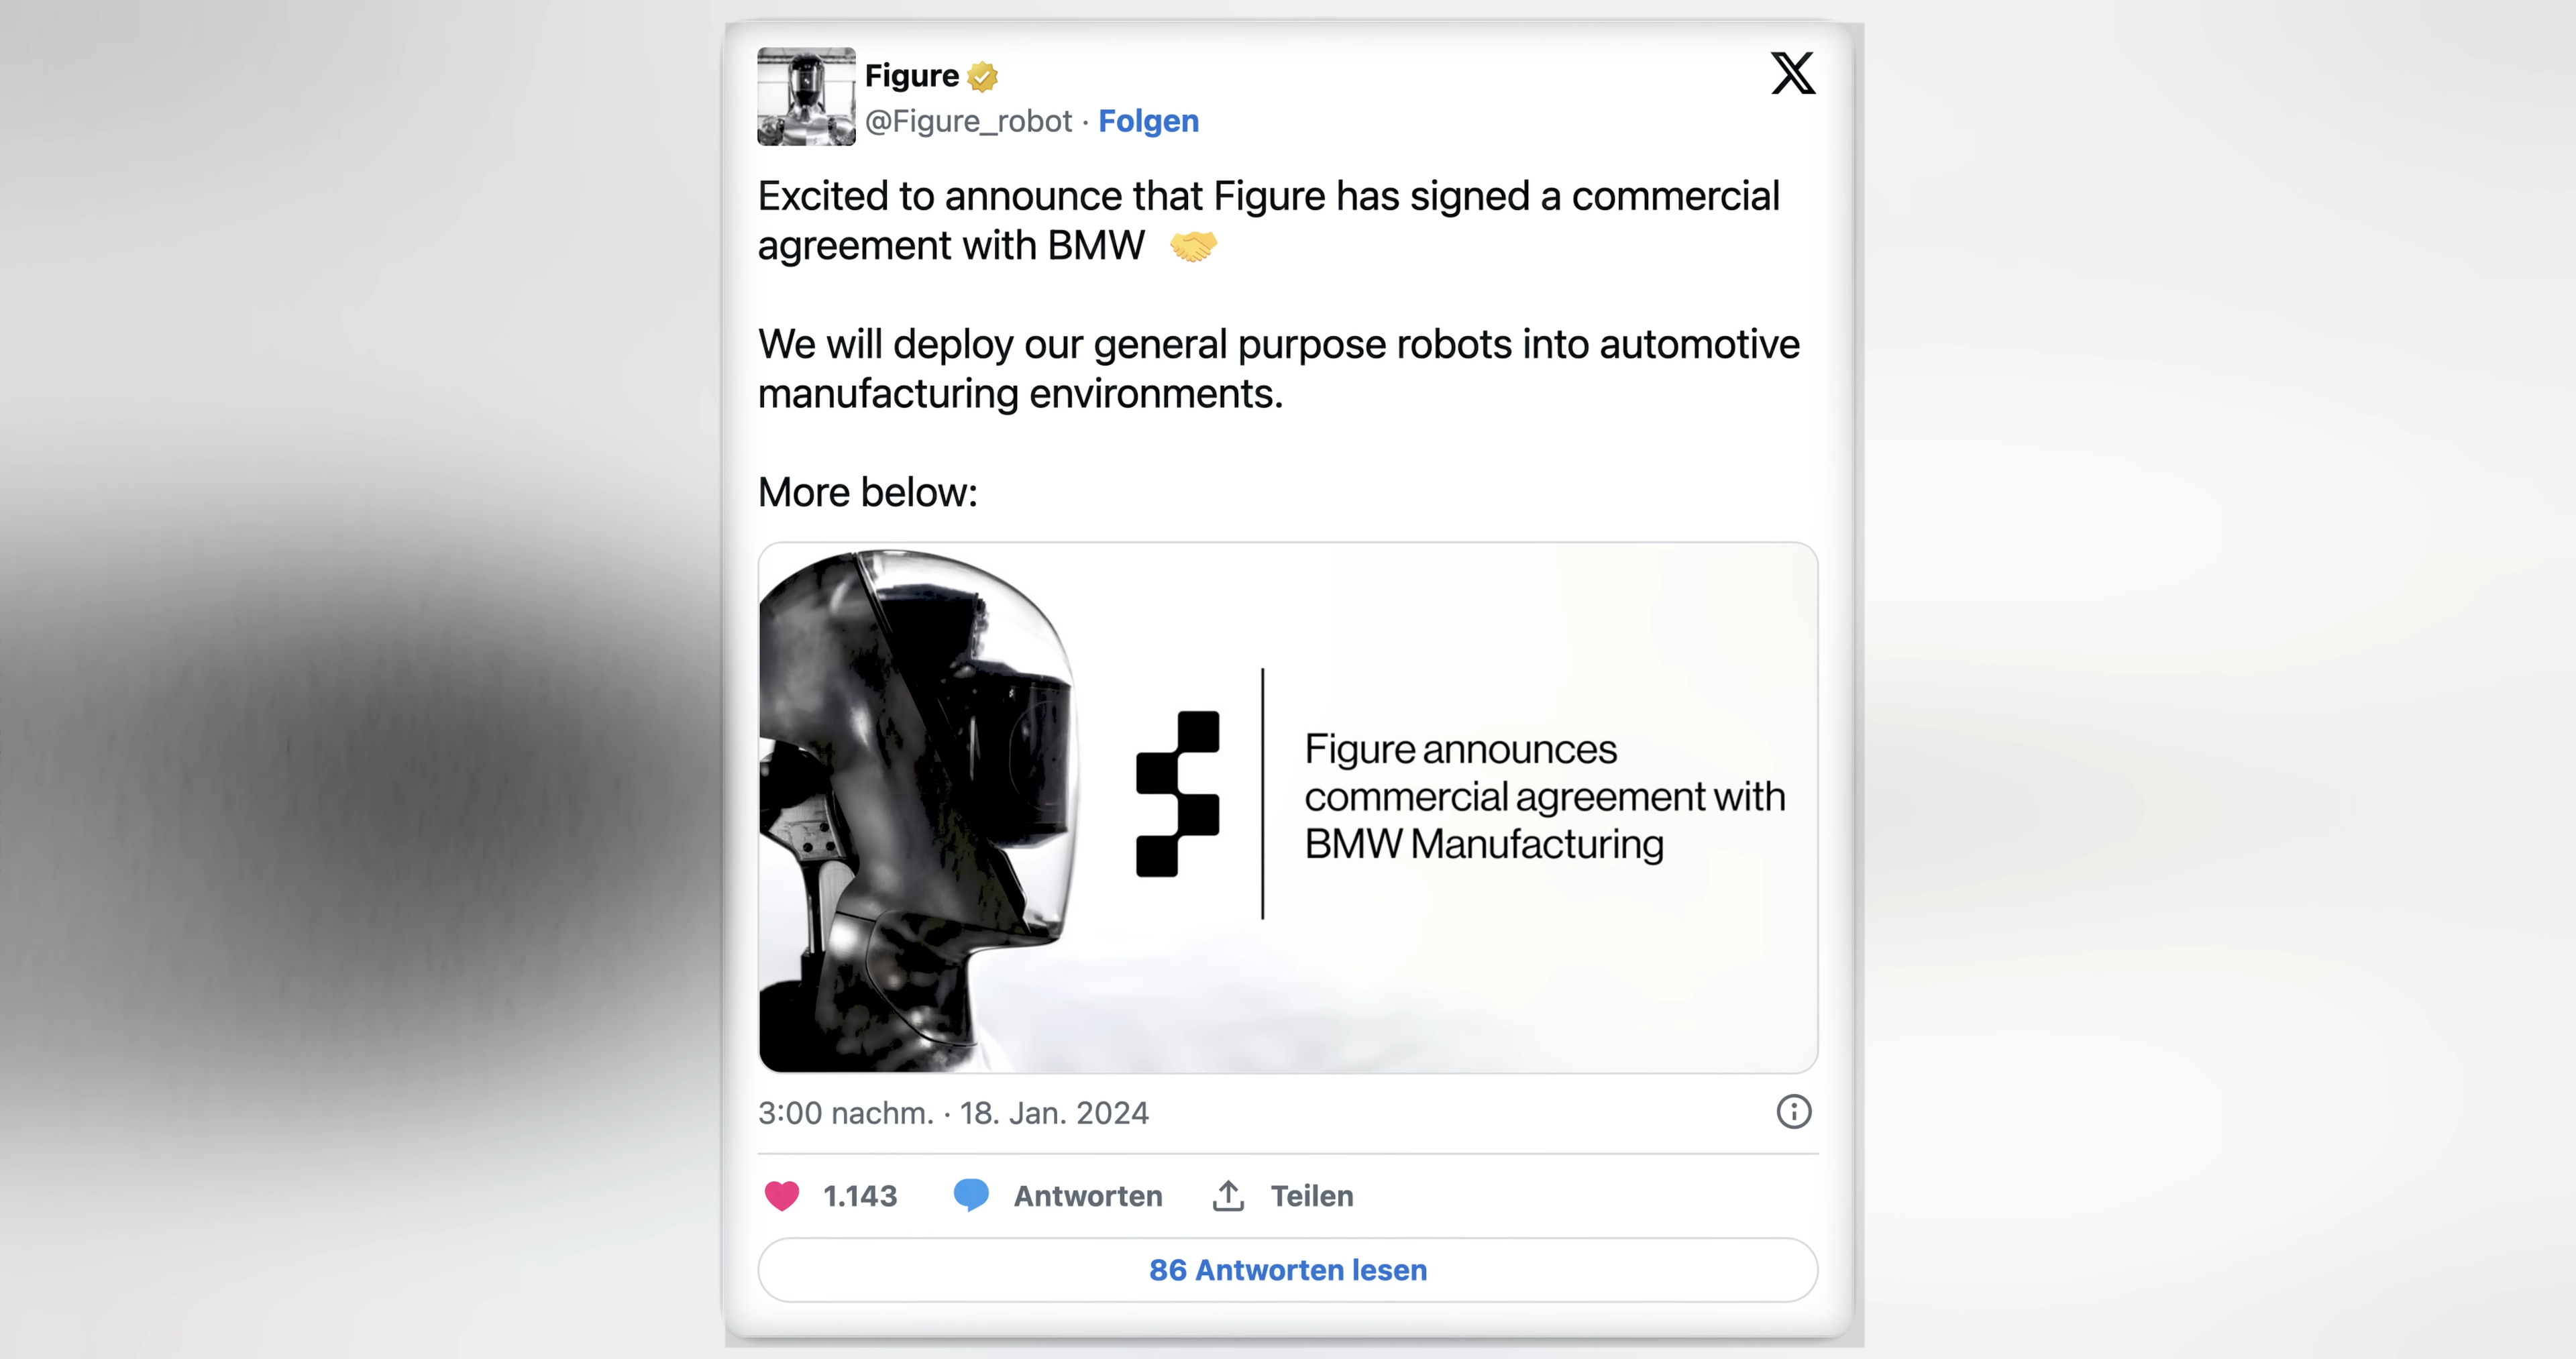 Figure
@Figure_robot · Folgen
Excited to announce that Figure has signed a commercial
agreement with BMW 🤝
We will deploy our general purpose robots into automotive
manufacturing environments.
More below:
Figure announces
commercial agreement with
BMW Manufacturing
3:00 nachm. · 18. Jan. 2024
1.143 Antworten Teilen
86 Antworten lesen